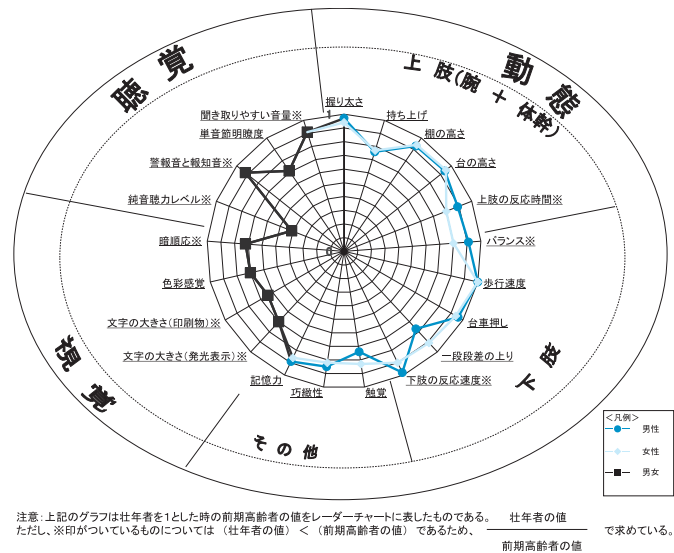 聴覚
動態
上肢(腕 + 体幹)
握り太さ
1
持ち上げ
棚の高さ
台の高さ
上肢の反応時間※
バランス※
歩行速度
台車押し
一段段差の上り
下肢の反応速度※
触覚
巧緻性
記憶力
文字の大きさ(発光表示)※
文字の大きさ(印刷物)※
色彩感覚
暗順応※
純音聴力レベル※
警報音と報知音※
単音節明瞭度
聞き取りやすい音量※
0
視覚
下肢
その他
<凡例>
男性
女性
男女
注意:上記のグラフは壮年者を1とした時の前期高齢者の値をレーダーチャートに表したものである。
ただし、※印がついているものについては (壮年者の値) < (前期高齢者の値) であるため、
壮年者の値
前期高齢者の値
で求めている。